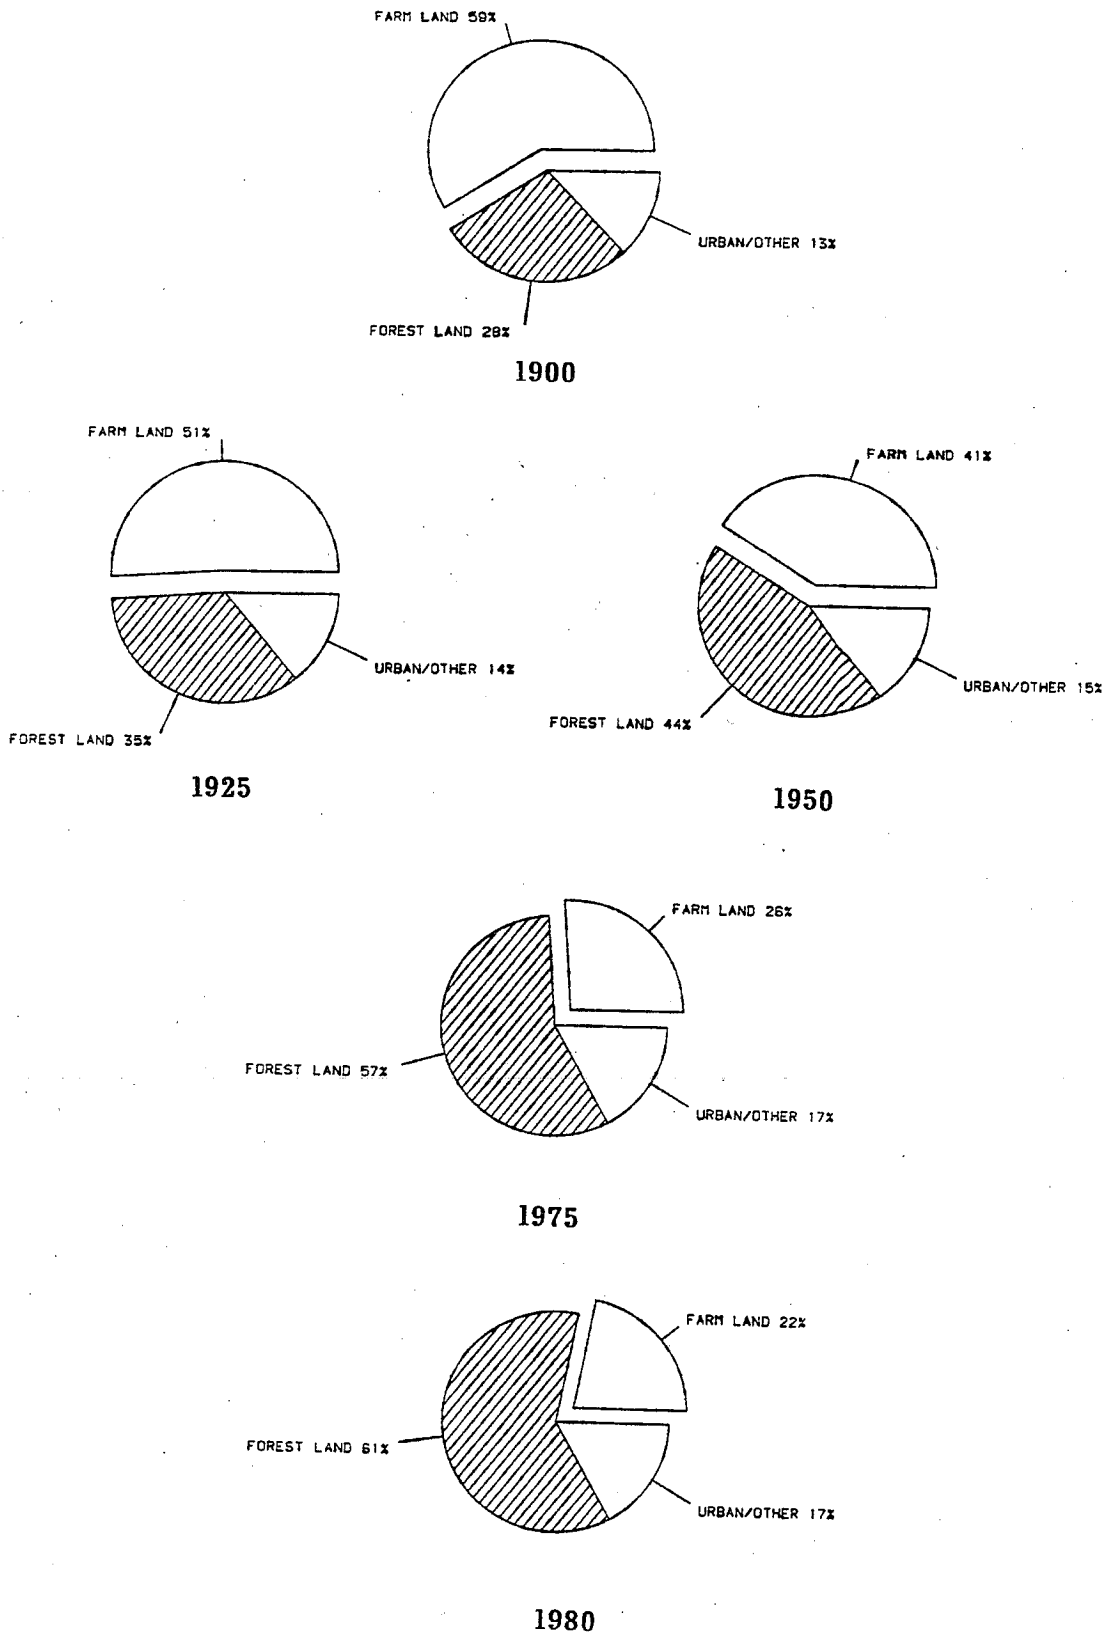 FARM LAND 59%
URBAN/OTHER 13%
FOREST LAND 28%
1900
FARM LAND 51%
URBAN/OTHER 14%
FOREST LAND 35%
1925
FARM LAND 41%
URBAN/OTHER 15%
FOREST LAND 44%
1950
FARM LAND 26%
FOREST LAND 57%
URBAN/OTHER 17%
1975
FARM LAND 22%
FOREST LAND 61%
URBAN/OTHER 17%
1980